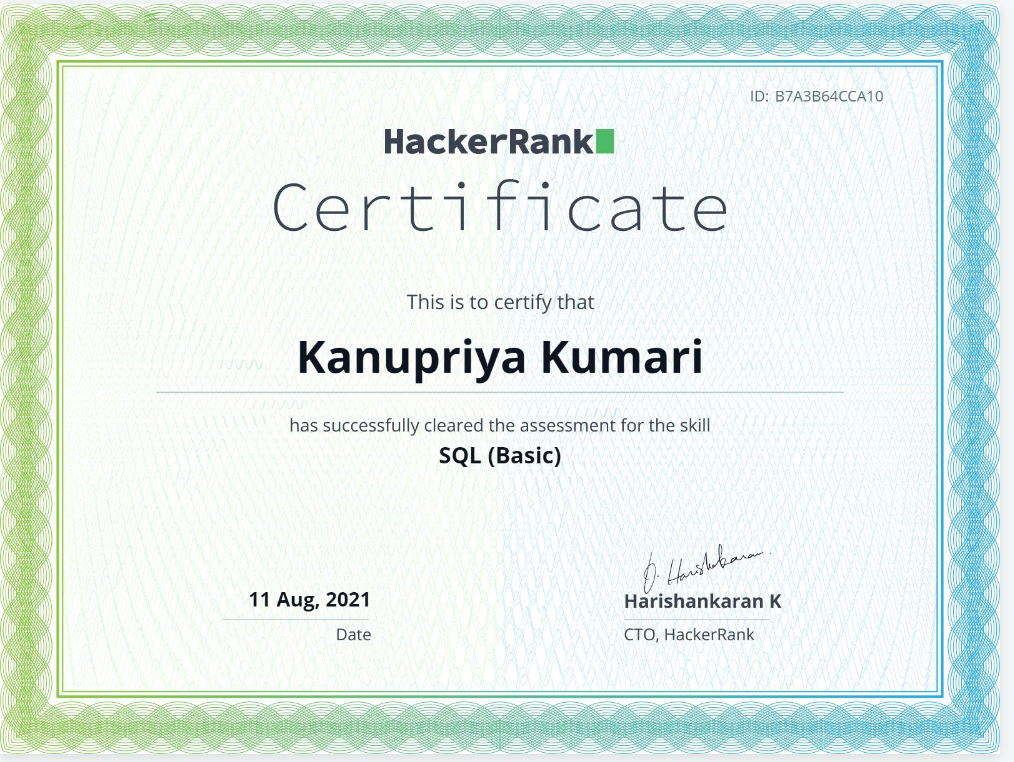 ID: B7A3B64CCA10
HackerRank
Certificate
This is to certify that
Kanupriya Kumari
has successfully cleared the assessment for the skill
SQL (Basic)
11 Aug, 2021
Date
Harishankaran K
CTO, HackerRank